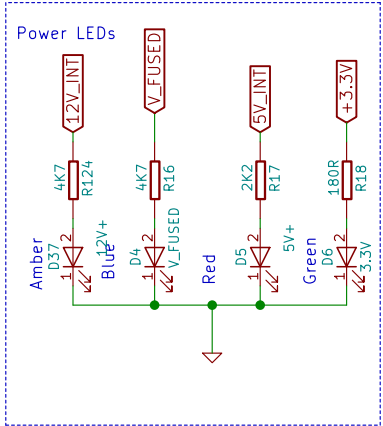 Power LEDs
12V_INT
V_FUSED
5V_INT
+3.3V
4K7
R124
4K7
R16
2K2
R17
180R
R18
Amber
D37
2
1
12V+
Blue
D4
2
1
V_FUSED
Red
D5
2
1
5V+
Green
D6
2
1
3.3V